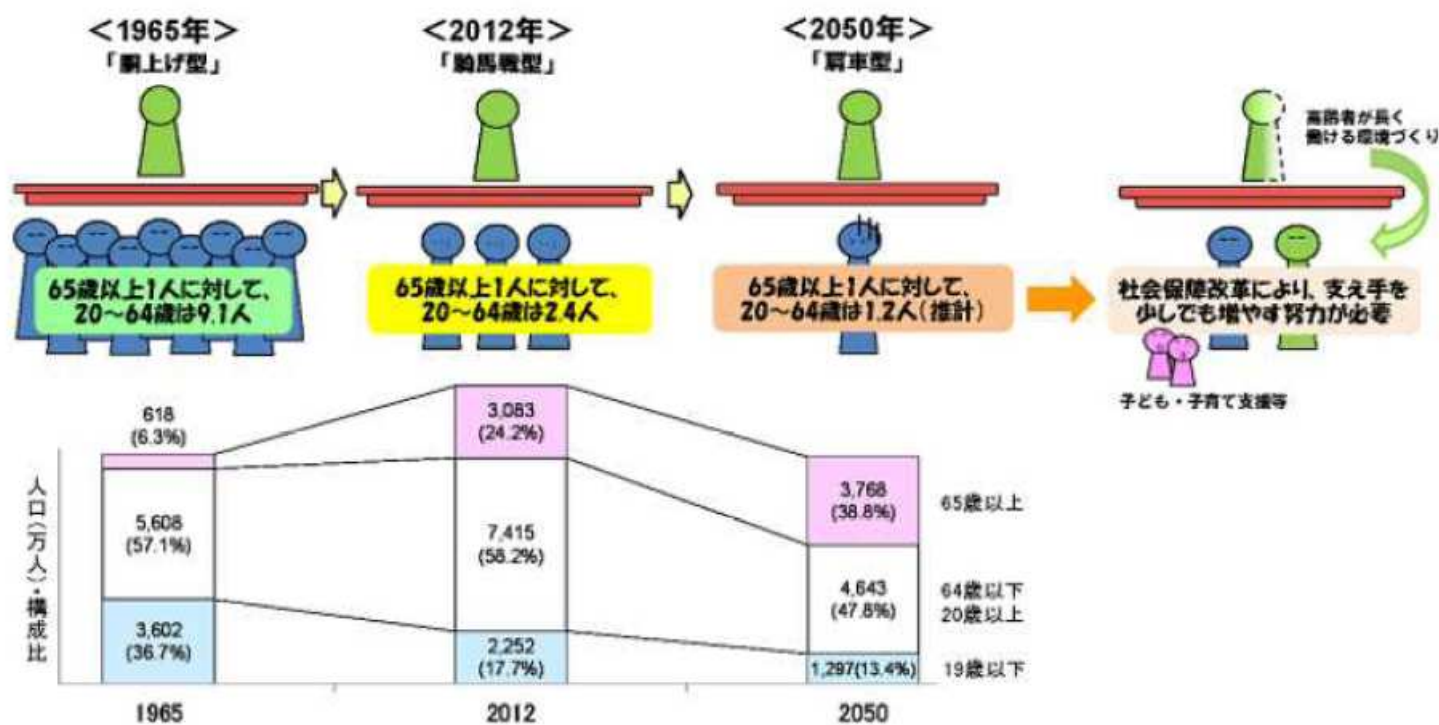 ＜1965年＞
「胴上げ型」
＜2012年＞
「騎馬戦型」
＜2050年＞
「肩車型」
高齢者が長く
働ける環境づくり
65歳以上1人に対して、
20～64歳は9.1人
65歳以上1人に対して、
20～64歳は2.4人
65歳以上1人に対して、
20～64歳は1.2人(推計)
社会保障改革により、支え手を
少しでも増やす努力が必要
子ども・子育て支援等
人口(万人)・構成比
618
(6.3%)
5,608
(57.1%)
3,602
(36.7%)
3,083
(24.2%)
7,415
(58.2%)
2,252
(17.7%)
3,768
(38.8%)
4,643
(47.8%)
1,297(13.4%)
65歳以上
64歳以下
20歳以上
19歳以下
1965
2012
2050